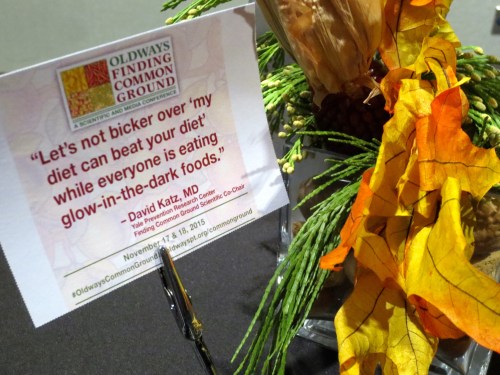 OLDWAYS
FINDING
COMMON
GROUND
A SCIENTIFIC AND MEDIA CONFERENCE
“Let’s not bicker over ‘my
diet can beat your diet’
while everyone is eating
glow-in-the-dark foods.”
– David Katz, MD
Yale Prevention Research Center
Finding Common Ground Scientific Co-Chair
November 17 & 18, 2015
#OldwaysCommonGround oldwayspt.org/commonground